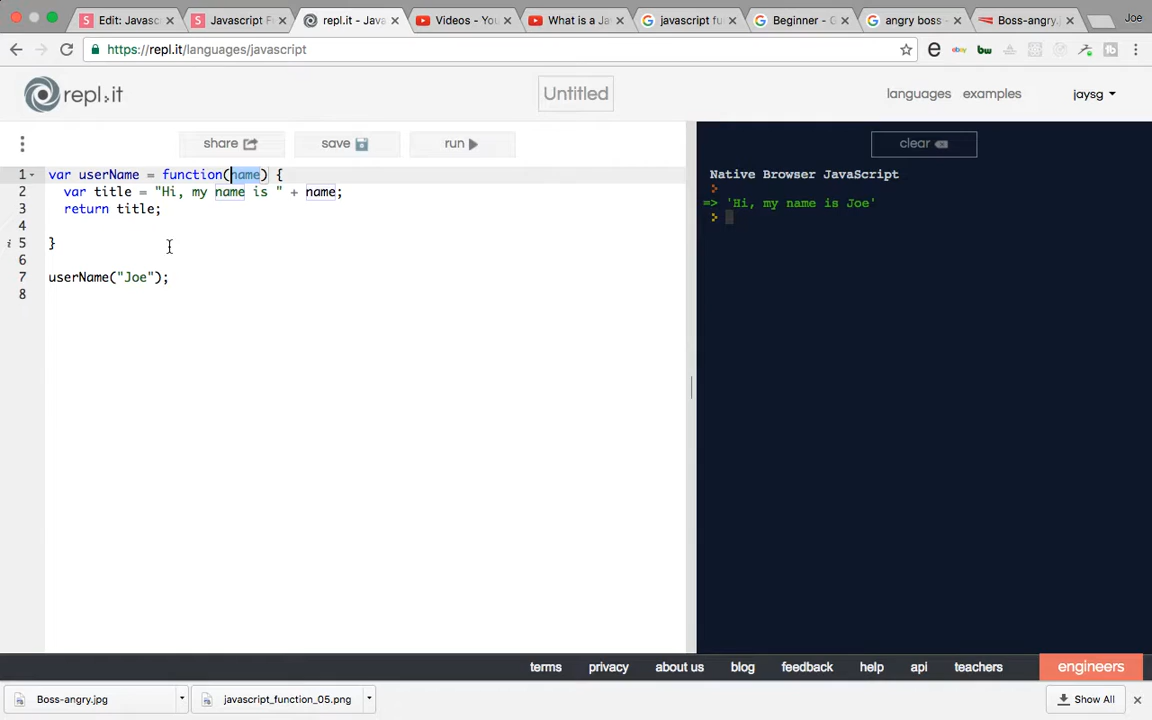 Edit: Javasc
Javascript F
repl.it - Java
Videos - You
What is a Ja
javascript fu
Beginner - G
angry boss -
Boss-angry.j
Joe
https://repl.it/languages/javascript
repl.it
Untitled
languages
examples
jaysg
share
save
run
clear
1 var userName = function(name) {
2 var title = "Hi, my name is " + name;
3 return title;
4
i 5 }
6
7 userName("Joe");
8
Native Browser JavaScript
>
=> 'Hi, my name is Joe'
>
terms
privacy
about us
blog
feedback
help
api
teachers
engineers
Boss-angry.jpg
javascript_function_05.png
Show All